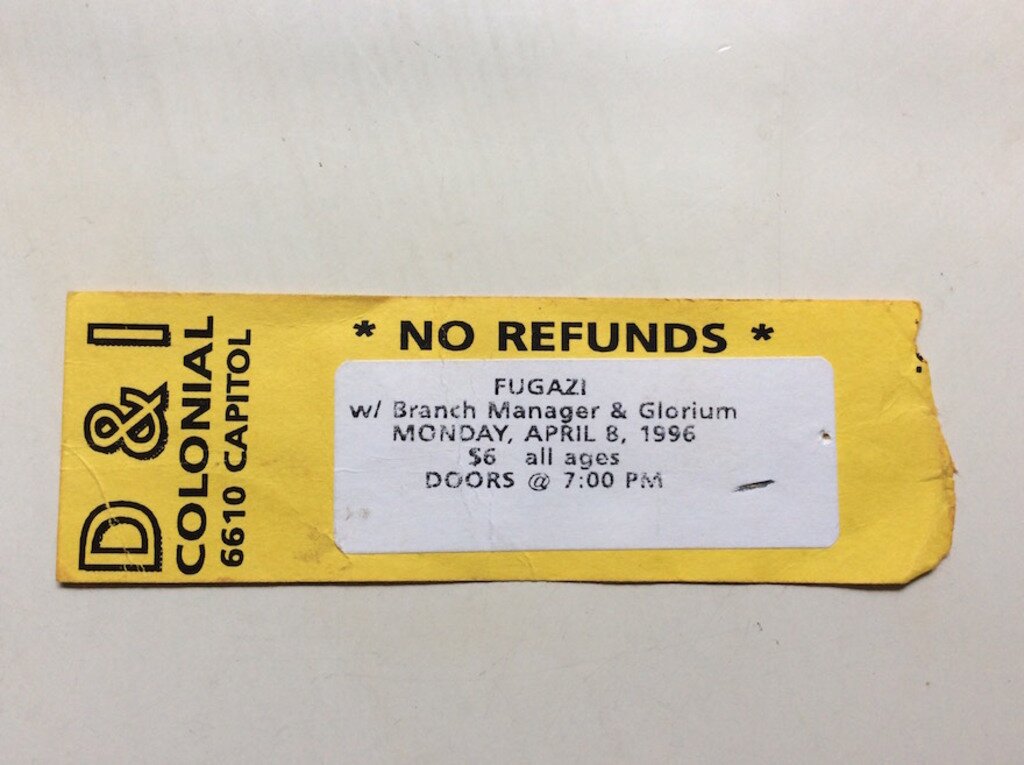 D & I
COLONIAL
6610 CAPITOL
* NO REFUNDS *
FUGAZI
w/ Branch Manager & Glorium
MONDAY, APRIL 8, 1996
$6 all ages
DOORS @ 7:00 PM